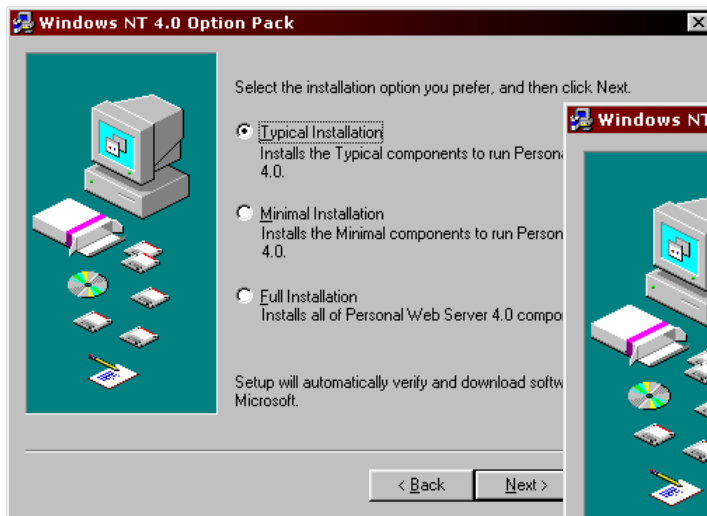 Windows NT 4.0 Option Pack
Select the installation option you prefer, and then click Next.
Typical Installation
Installs the Typical components to run Persona
4.0.
Minimal Installation
Installs the Minimal components to run Person
4.0.
Full Installation
Installs all of Personal Web Server 4.0 compo
Setup will automatically verify and download softw
Microsoft.
< Back
Next >
Windows NT